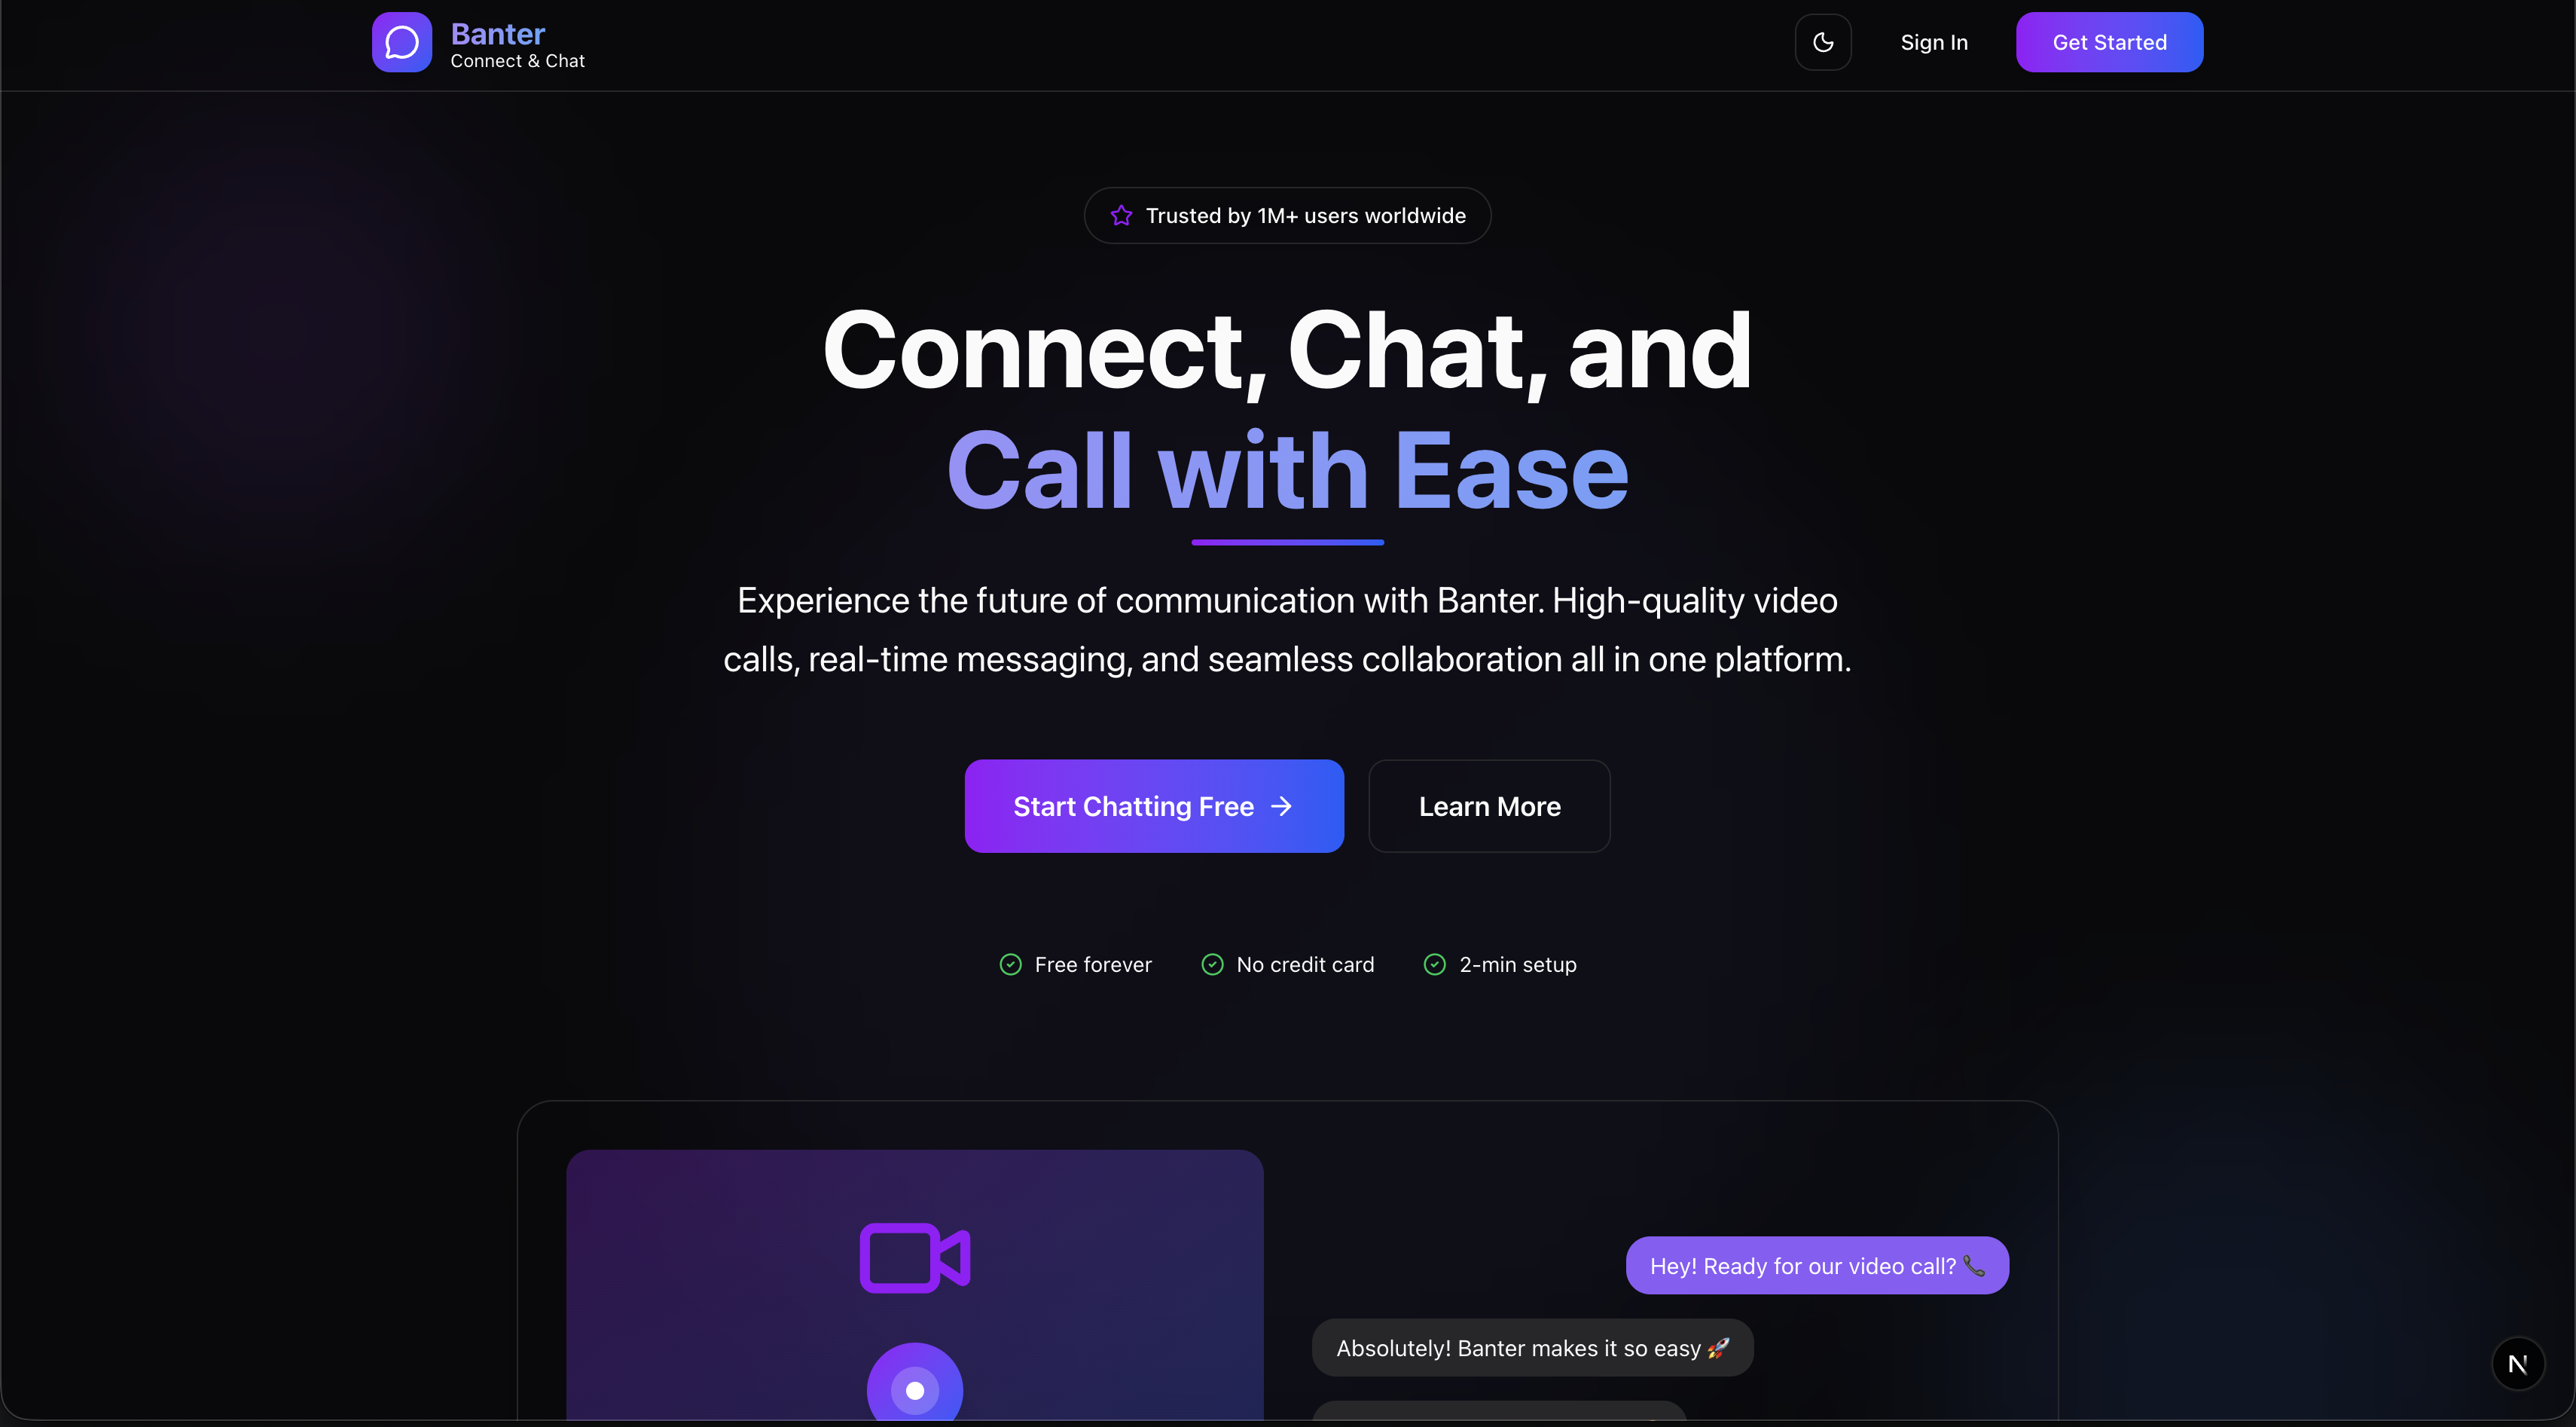 Banter
Connect & Chat
Sign In
Get Started
Trusted by 1M+ users worldwide
Connect, Chat, and
Call with Ease
Experience the future of communication with Banter. High-quality video
calls, real-time messaging, and seamless collaboration all in one platform.
Start Chatting Free →
Learn More
Free forever
No credit card
2-min setup
Hey! Ready for our video call? 📞
Absolutely! Banter makes it so easy 🚀
N